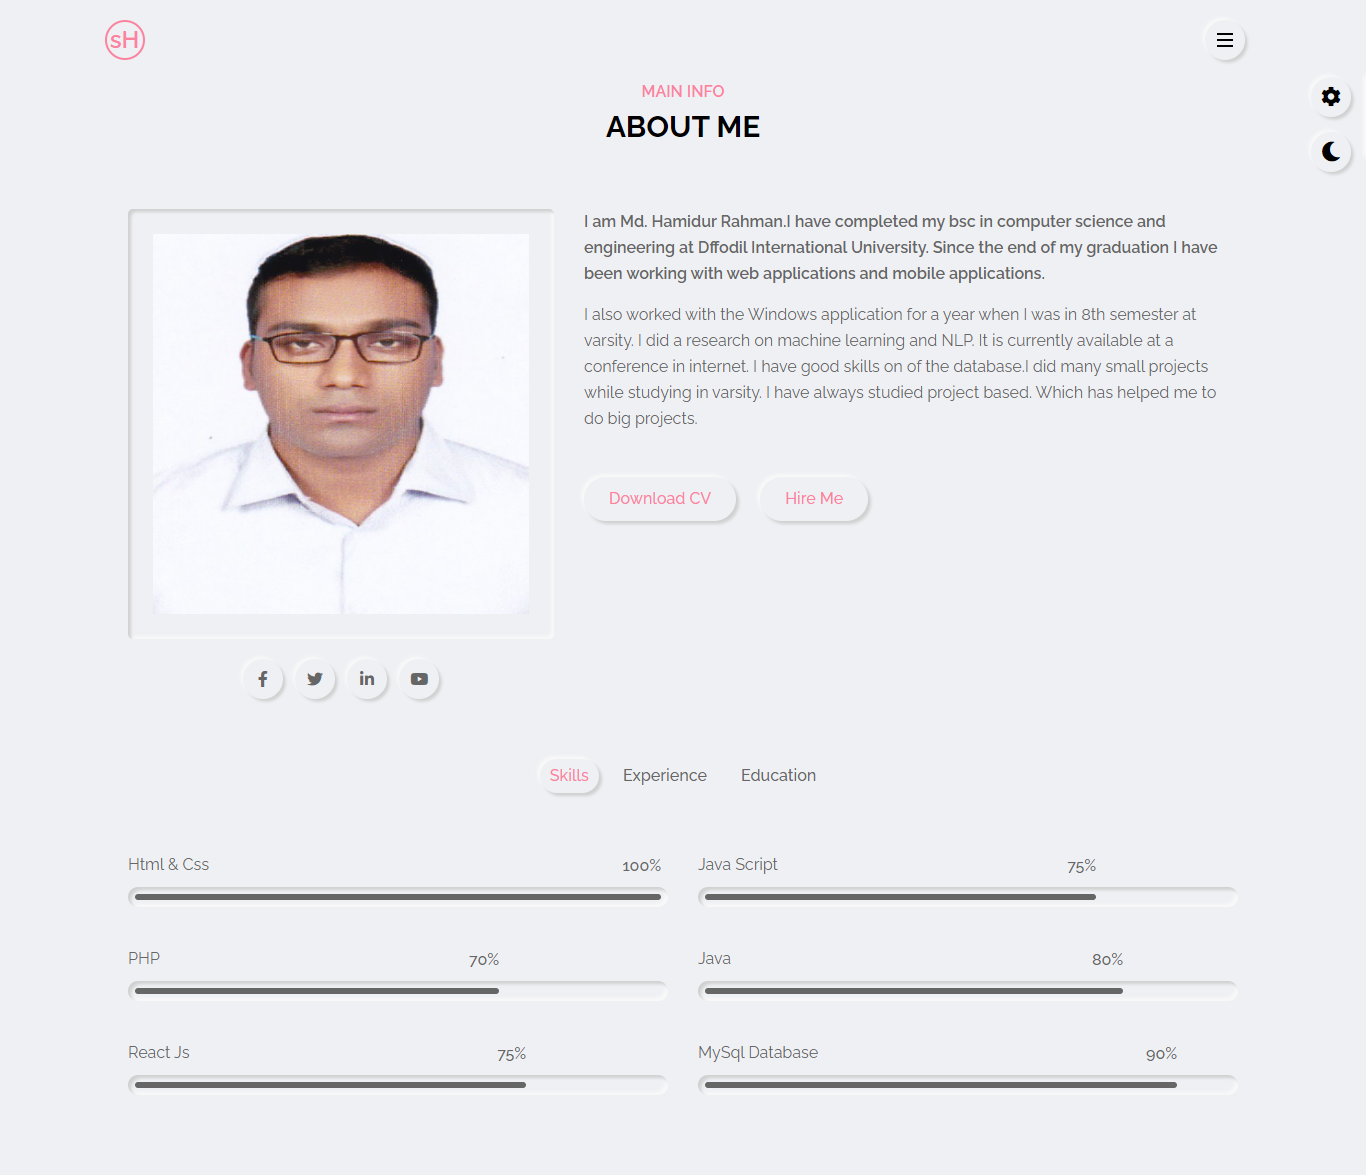 sH
MAIN INFO
ABOUT ME
I am Md. Hamidur Rahman.I have completed my bsc in computer science and
engineering at Dffodil International University. Since the end of my graduation I have
been working with web applications and mobile applications.
I also worked with the Windows application for a year when I was in 8th semester at
varsity. I did a research on machine learning and NLP. It is currently available at a
conference in internet. I have good skills on of the database.I did many small projects
while studying in varsity. I have always studied project based. Which has helped me to
do big projects.
Download CV Hire Me
Skills Experience Education
Html & Css 100% Java Script 75%
PHP 70% Java 80%
React Js 75% MySql Database 90%